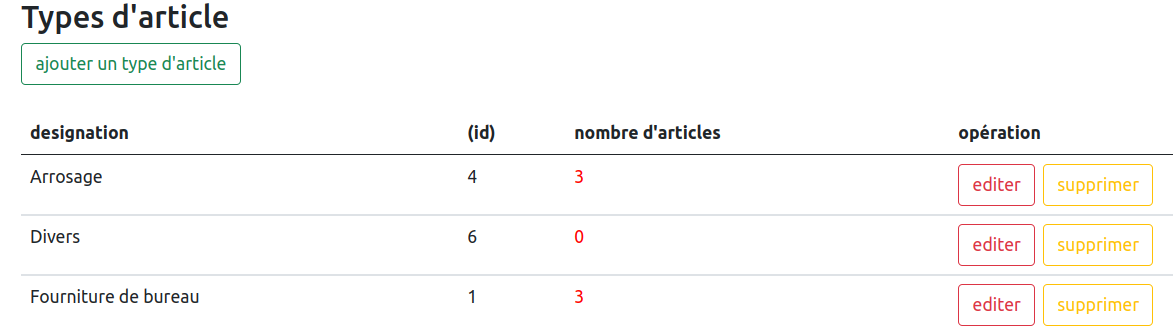 Types d'article
ajouter un type d'article
designation (id) nombre d'articles opération
Arrosage 4 3 editer supprimer
Divers 6 0 editer supprimer
Fourniture de bureau 1 3 editer supprimer